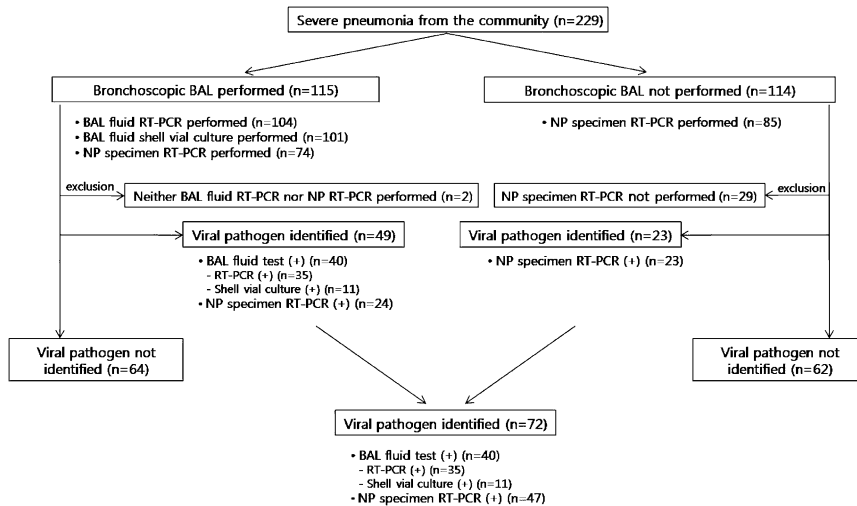 Severe pneumonia from the community (n=229)
Bronchoscopic BAL performed (n=115)
• BAL fluid RT-PCR performed (n=104)
• BAL fluid shell vial culture performed (n=101)
• NP specimen RT-PCR performed (n=74)
Bronchoscopic BAL not performed (n=114)
• NP specimen RT-PCR performed (n=85)
exclusion
Neither BAL fluid RT-PCR nor NP RT-PCR performed (n=2)
NP specimen RT-PCR not performed (n=29)
exclusion
Viral pathogen identified (n=49)
• BAL fluid test (+) (n=40)
- RT-PCR (+) (n=35)
- Shell vial culture (+) (n=11)
• NP specimen RT-PCR (+) (n=24)
Viral pathogen identified (n=23)
• NP specimen RT-PCR (+) (n=23)
Viral pathogen not
identified (n=64)
Viral pathogen not
identified (n=62)
Viral pathogen identified (n=72)
• BAL fluid test (+) (n=40)
- RT-PCR (+) (n=35)
- Shell vial culture (+) (n=11)
• NP specimen RT-PCR (+) (n=47)